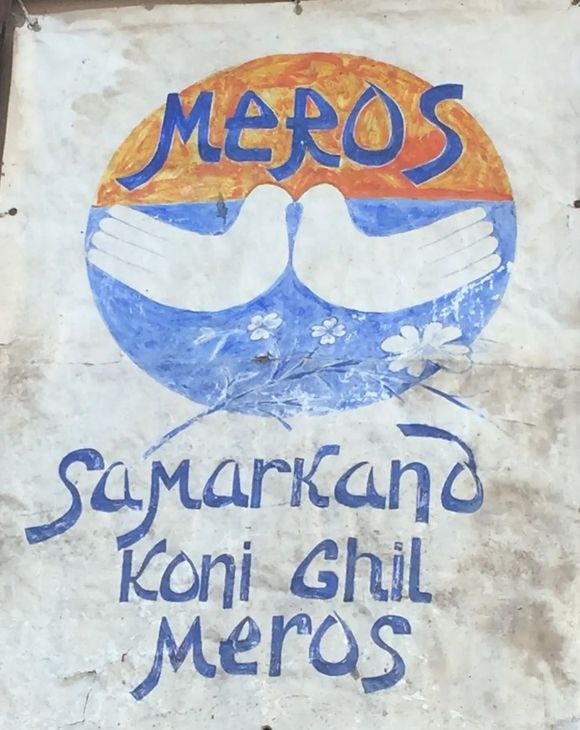 MeROS
Samarkand
Koni Ghil
Meros